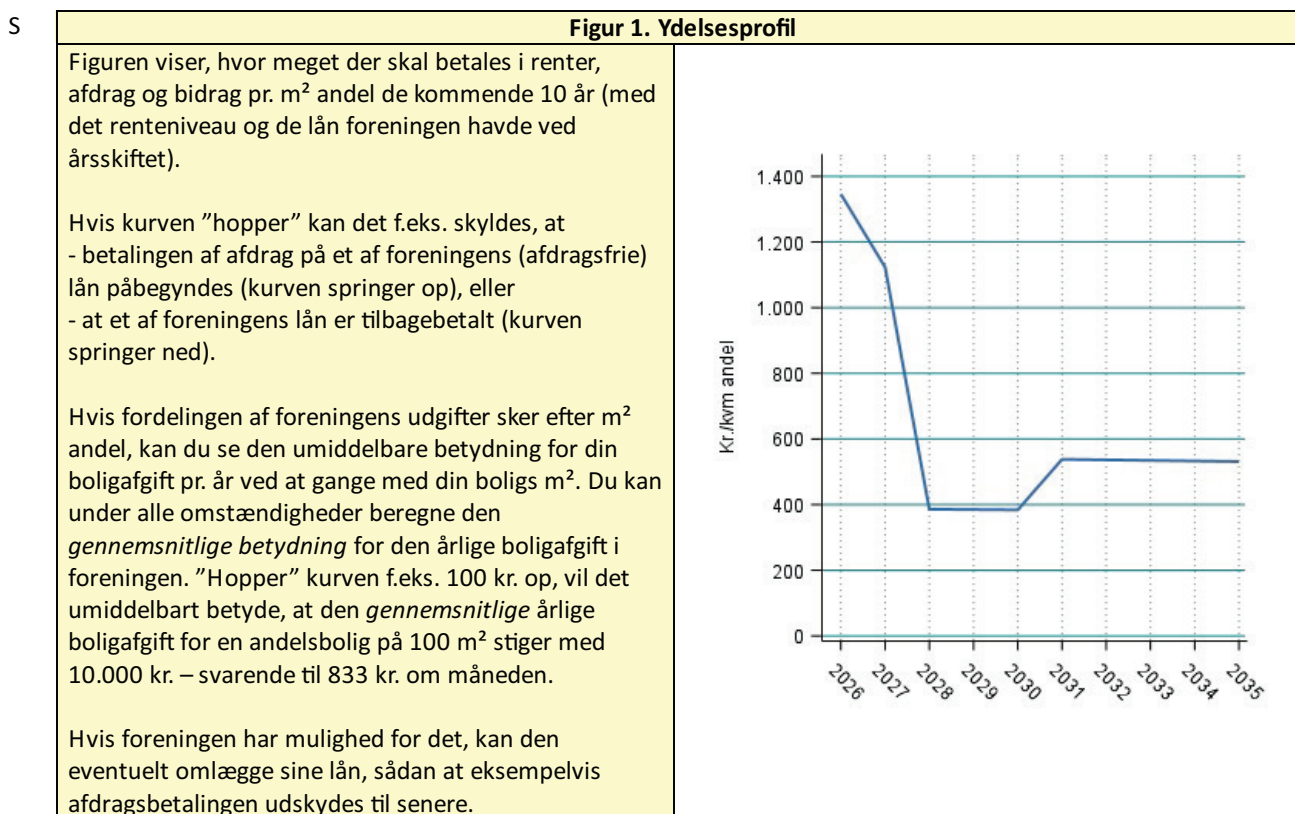 S
Figur 1. Ydelsesprofil
Figuren viser, hvor meget der skal betales i renter,
afdrag og bidrag pr. m² andel de kommende 10 år (med
det renteniveau og de lån foreningen havde ved
årsskiftet).
Hvis kurven ”hopper” kan det f.eks. skyldes, at
- betalingen af afdrag på et af foreningens (afdragsfrie)
lån påbegyndes (kurven springer op), eller
- at et af foreningens lån er tilbagebetalt (kurven
springer ned).
Hvis fordelingen af foreningens udgifter sker efter m²
andel, kan du se den umiddelbare betydning for din
boligafgift pr. år ved at gange med din boligs m². Du kan
under alle omstændigheder beregne den
gennemsnitlige betydning for den årlige boligafgift i
foreningen. ”Hopper” kurven f.eks. 100 kr. op, vil det
umiddelbart betyde, at den gennemsnitlige årlige
boligafgift for en andelsbolig på 100 m² stiger med
10.000 kr. – svarende til 833 kr. om måneden.
Hvis foreningen har mulighed for det, kan den
eventuelt omlægge sine lån, sådan at eksempelvis
afdragsbetalingen udskydes til senere.
Kr./kvm andel
1.400
1.200
1.000
800
600
400
200
0
2026
2027
2028
2029
2030
2031
2032
2033
2034
2035